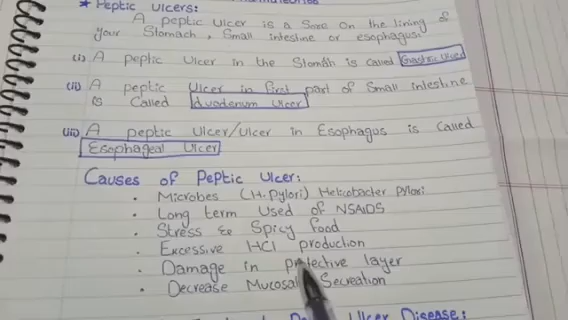 * Peptic Ulcers:
A peptic Ulcer is a Sore on the lining of
your Stomach, Small intestine or esophagus.
(i) A peptic Ulcer in the Stomach is called Gastric Ulcer
(ii) A peptic Ulcer in first part of Small intestine
is Called duodenum Ulcer
(iii) A peptic Ulcer/Ulcer in Esophagus is Called
Esophageal Ulcer
Causes of Peptic Ulcer:
• Microbes (H. Pylori) Helicobacter Pylori
• Long term Used of NSAIDS
• Stress & Spicy food
• Excessive HCl production
• Damage in protective layer
• Decrease Mucosal Secreation
Ulcer Disease: